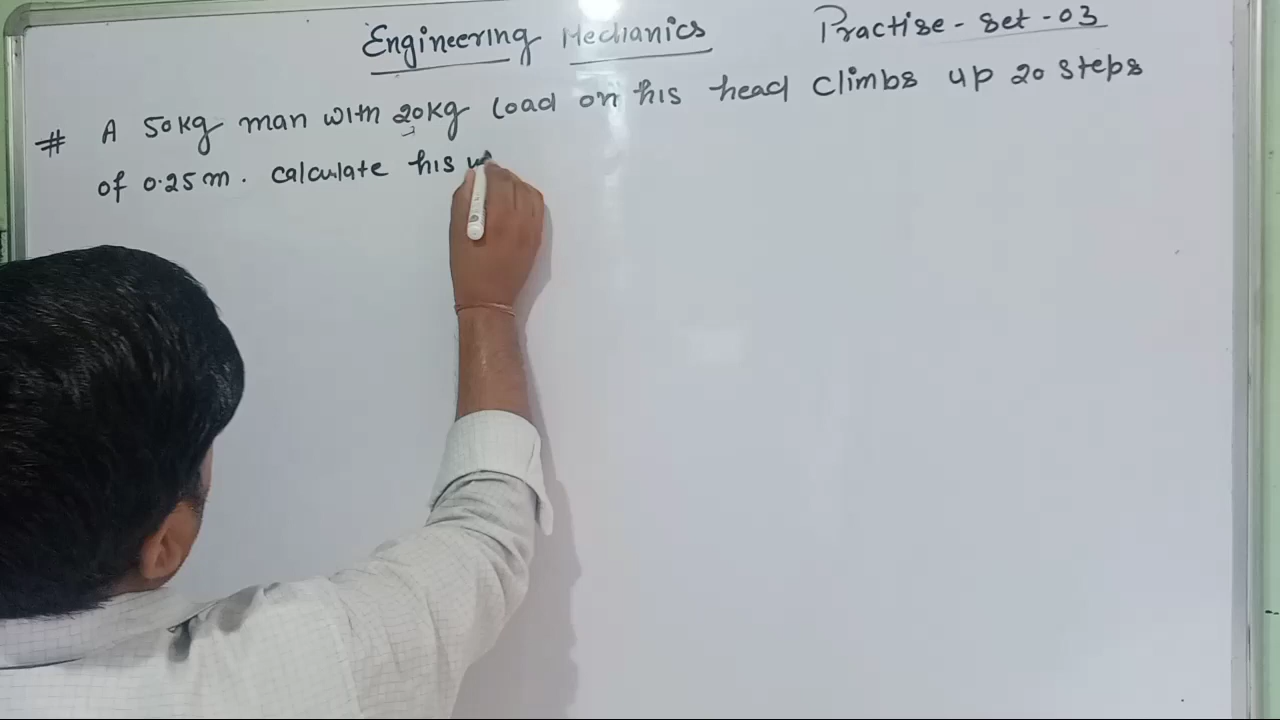 Engineering Mechanics
Practise - Set - 03
# A 50kg man with 20kg load on his head climbs up 20 steps
of 0.25m. calculate his